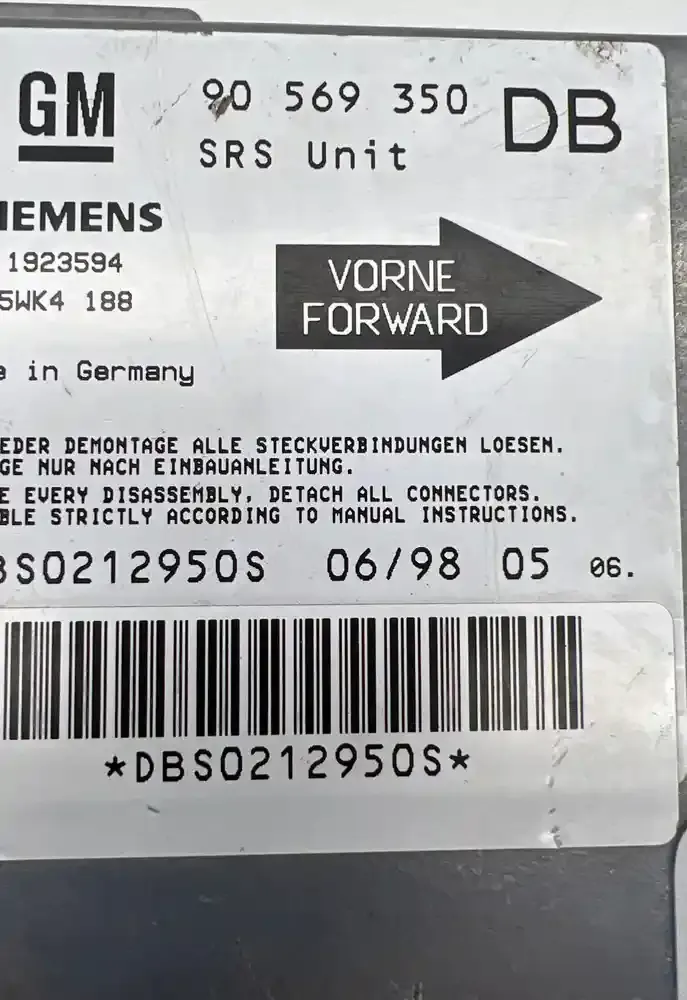 GM 90 569 350 DB
SRS Unit
IEMENS
1923594
5WK4 188
VORNE
FORWARD
e in Germany
EDER DEMONTAGE ALLE STECKVERBINDUNGEN LOESEN.
GE NUR NACH EINBAUANLEITUNG.
E EVERY DISASSEMBLY, DETACH ALL CONNECTORS.
BLE STRICTLY ACCORDING TO MANUAL INSTRUCTIONS.
BS0212950S 06/98 05 06.
*DBS0212950S*